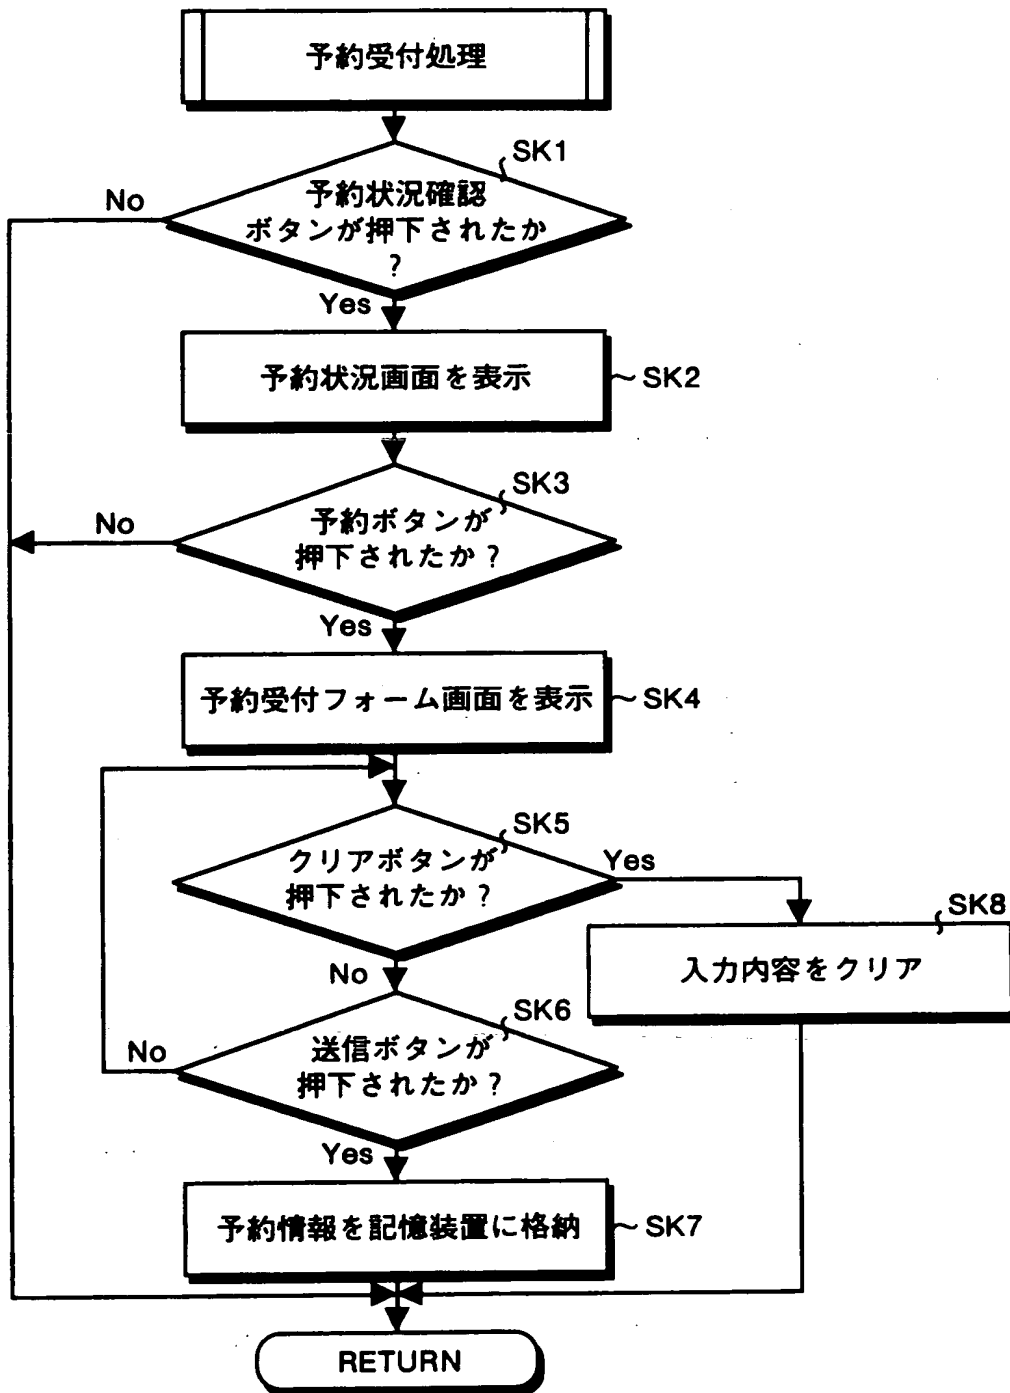 予約受付処理
SK1
予約状況確認
ボタンが押下されたか
?
No
Yes
予約状況画面を表示
SK2
SK3
予約ボタンが
押下されたか?
No
Yes
予約受付フォーム画面を表示
SK4
SK5
クリアボタンが
押下されたか?
Yes
No
SK8
入力内容をクリア
SK6
送信ボタンが
押下されたか?
No
Yes
予約情報を記憶装置に格納
SK7
RETURN